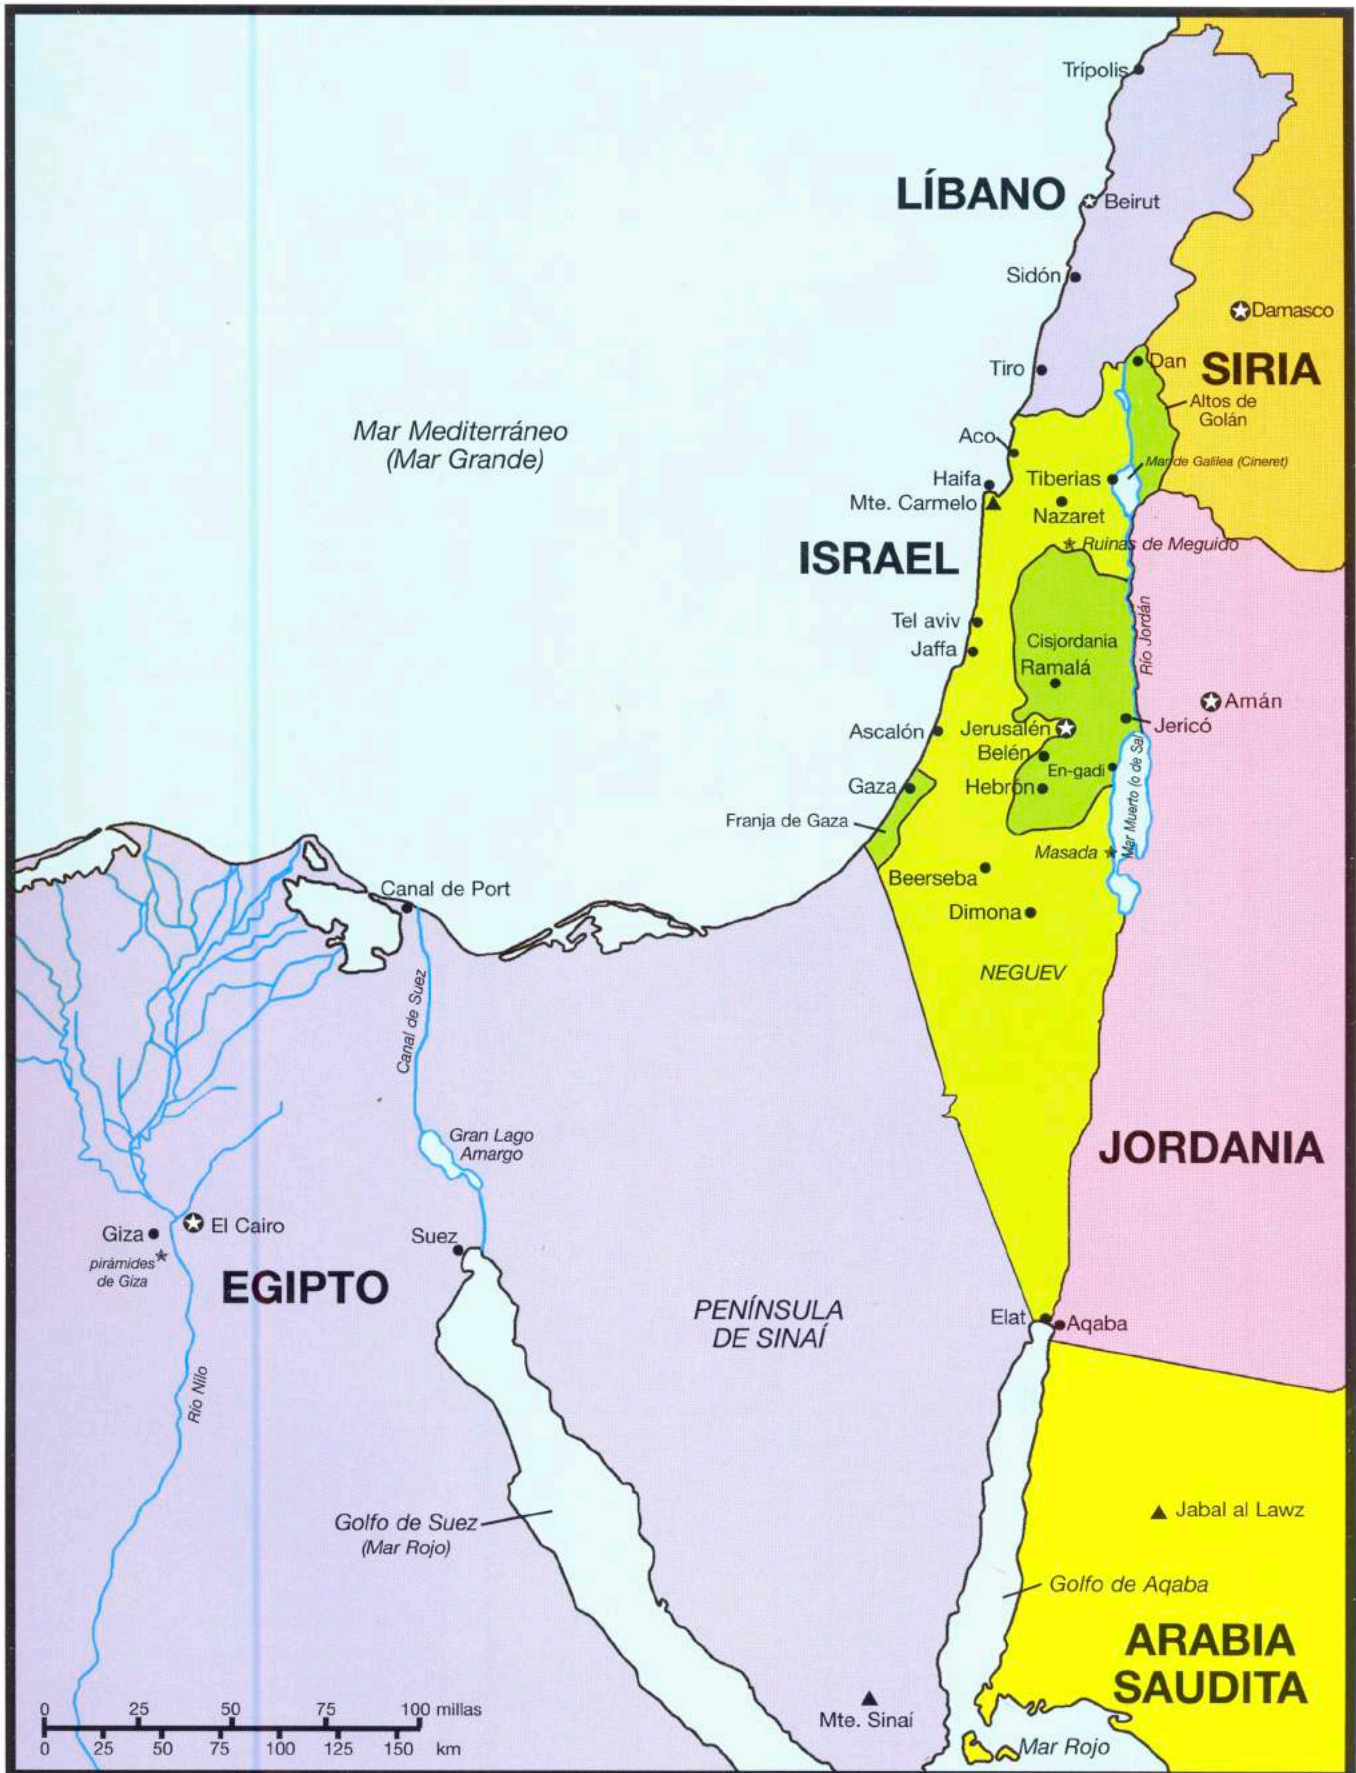 Trípolis
LÍBANO
Beirut
Sidón
Damasco
Tiro
Dan
SIRIA
Altos de
Golán
Mar Mediterráneo
(Mar Grande)
Aco
Mar de Galilea (Cineret)
Haifa
Tiberias
Mte. Carmelo
Nazaret
Ruinas de Meguido
ISRAEL
Río Jordán
Tel aviv
Jaffa
Cisjordania
Ramalá
Amán
Ascalón
Jerusalén
Jericó
Belén
En-gadi
Gaza
Hebrón
Mar Muerto (o de Sal
Franja de Gaza
Masada
Beerseba
Canal de Port
Dimona
NEGUEV
Canal de Suez
Gran Lago
Amargo
JORDANIA
Giza
El Cairo
Suez
pirámides
de Giza
EGIPTO
PENÍNSULA
DE SINAÍ
Elat
Aqaba
Río Nilo
Jabal al Lawz
Golfo de Suez
(Mar Rojo)
Golfo de Aqaba
ARABIA
SAUDITA
Mte. Sinaí
Mar Rojo
0 25 50 75 100 millas
0 25 50 75 100 125 150 km